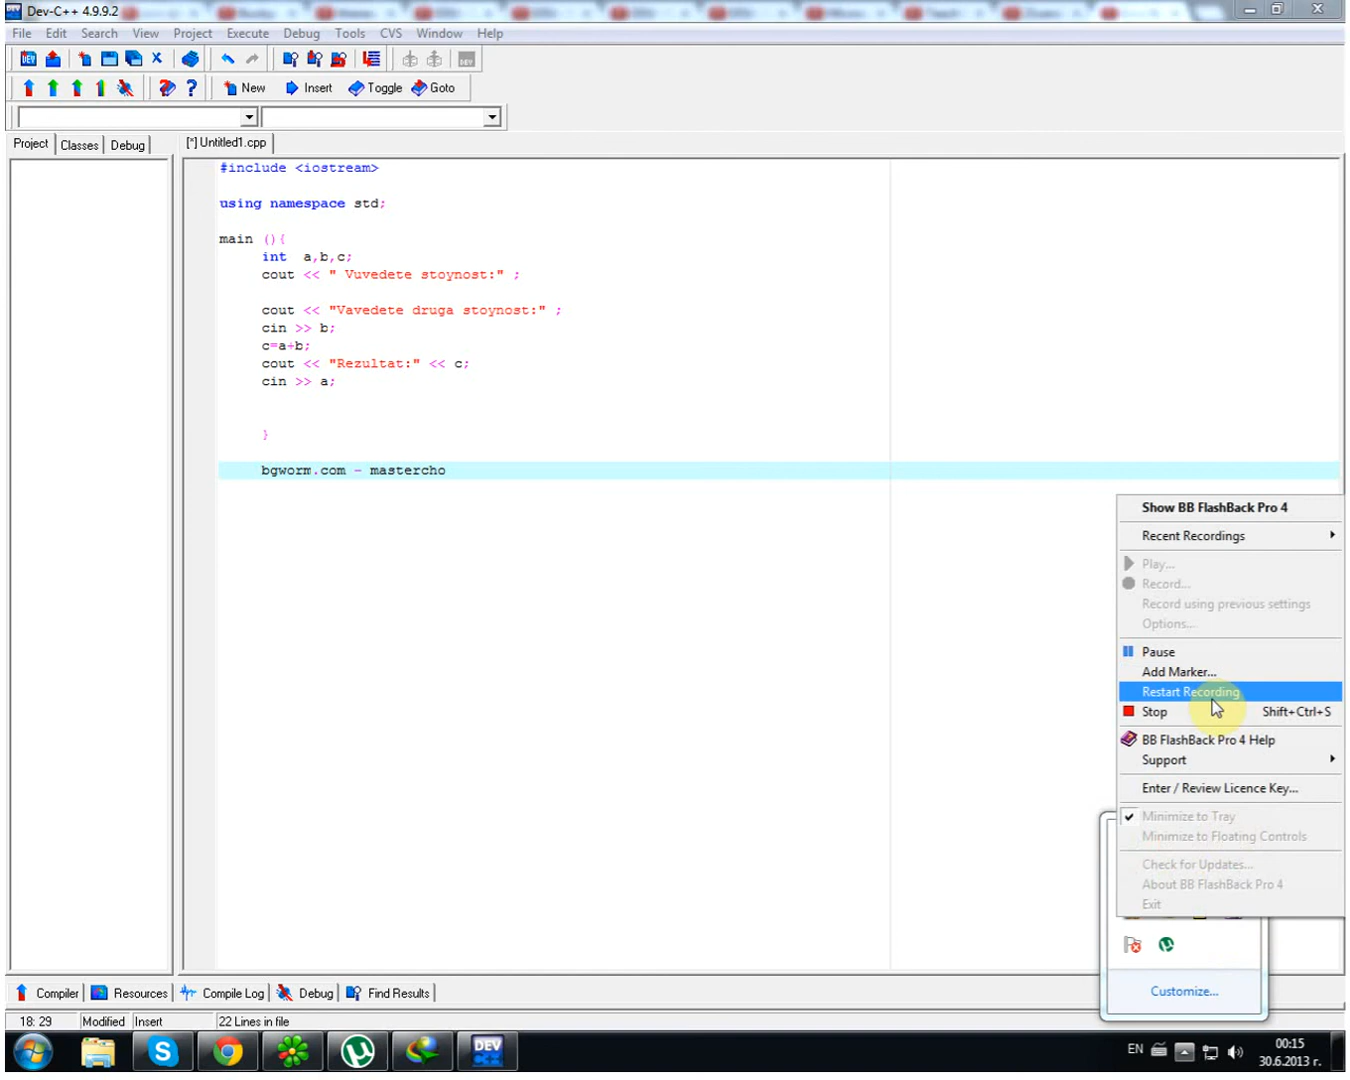 Dev-C++ 4.9.9.2
File Edit Search View Project Execute Debug Tools CVS Window Help
New Insert Toggle Goto
Project Classes Debug [*] Untitled1.cpp
#include <iostream>
using namespace std;
main (){
int a,b,c;
cout << " Vuvedete stoynost:" ;
cout << "Vavedete druga stoynost:" ;
cin >> b;
c=a+b;
cout << "Rezultat:" << c;
cin >> a;
}
bgworm.com - mastercho
Show BB FlashBack Pro 4
Recent Recordings
Play...
Record...
Record using previous settings
Options...
Pause
Add Marker...
Restart Recording
Stop Shift+Ctrl+S
BB FlashBack Pro 4 Help
Support
Enter / Review Licence Key...
Minimize to Tray
Minimize to Floating Controls
Check for Updates...
About BB FlashBack Pro 4
Exit
Customize...
Compiler Resources Compile Log Debug Find Results
18: 29 Modified Insert 22 Lines in file
EN 00:15
30.6.2013 г.